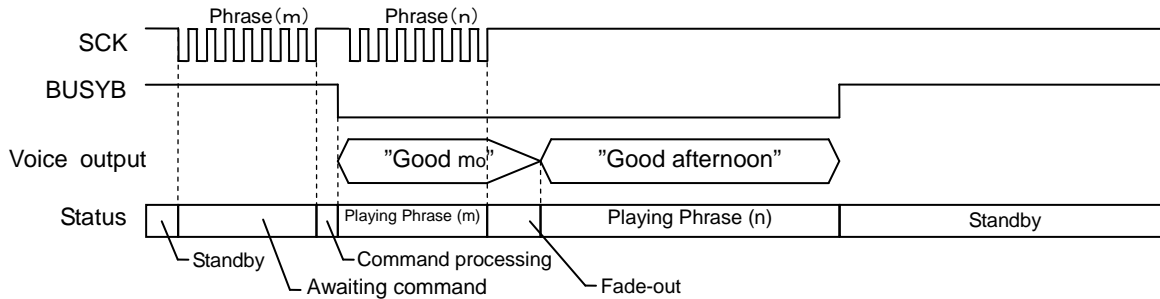 Phrase（m）
Phrase（n）
SCK
BUSYB
Voice output
”Good mo”
”Good afternoon”
Status
Playing Phrase (m)
Playing Phrase (n)
Standby
Standby
Command processing
Awaiting command
Fade-out